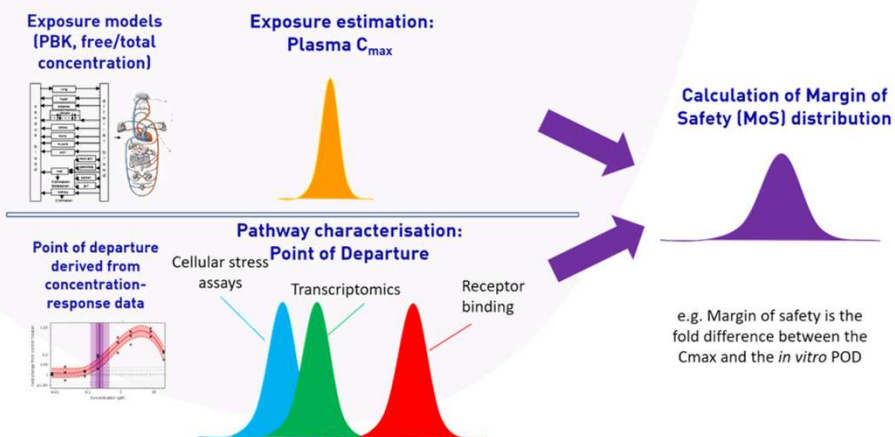 Exposure models
(PBK, free/total
concentration)
Exposure estimation:
Plasma Cmax
Calculation of Margin of
Safety (MoS) distribution
Point of departure
derived from
concentration-
response data
Pathway characterisation:
Point of Departure
Cellular stress
assays
Transcriptomics
Receptor
binding
e.g. Margin of safety is the
fold difference between the
Cmax and the in vitro POD